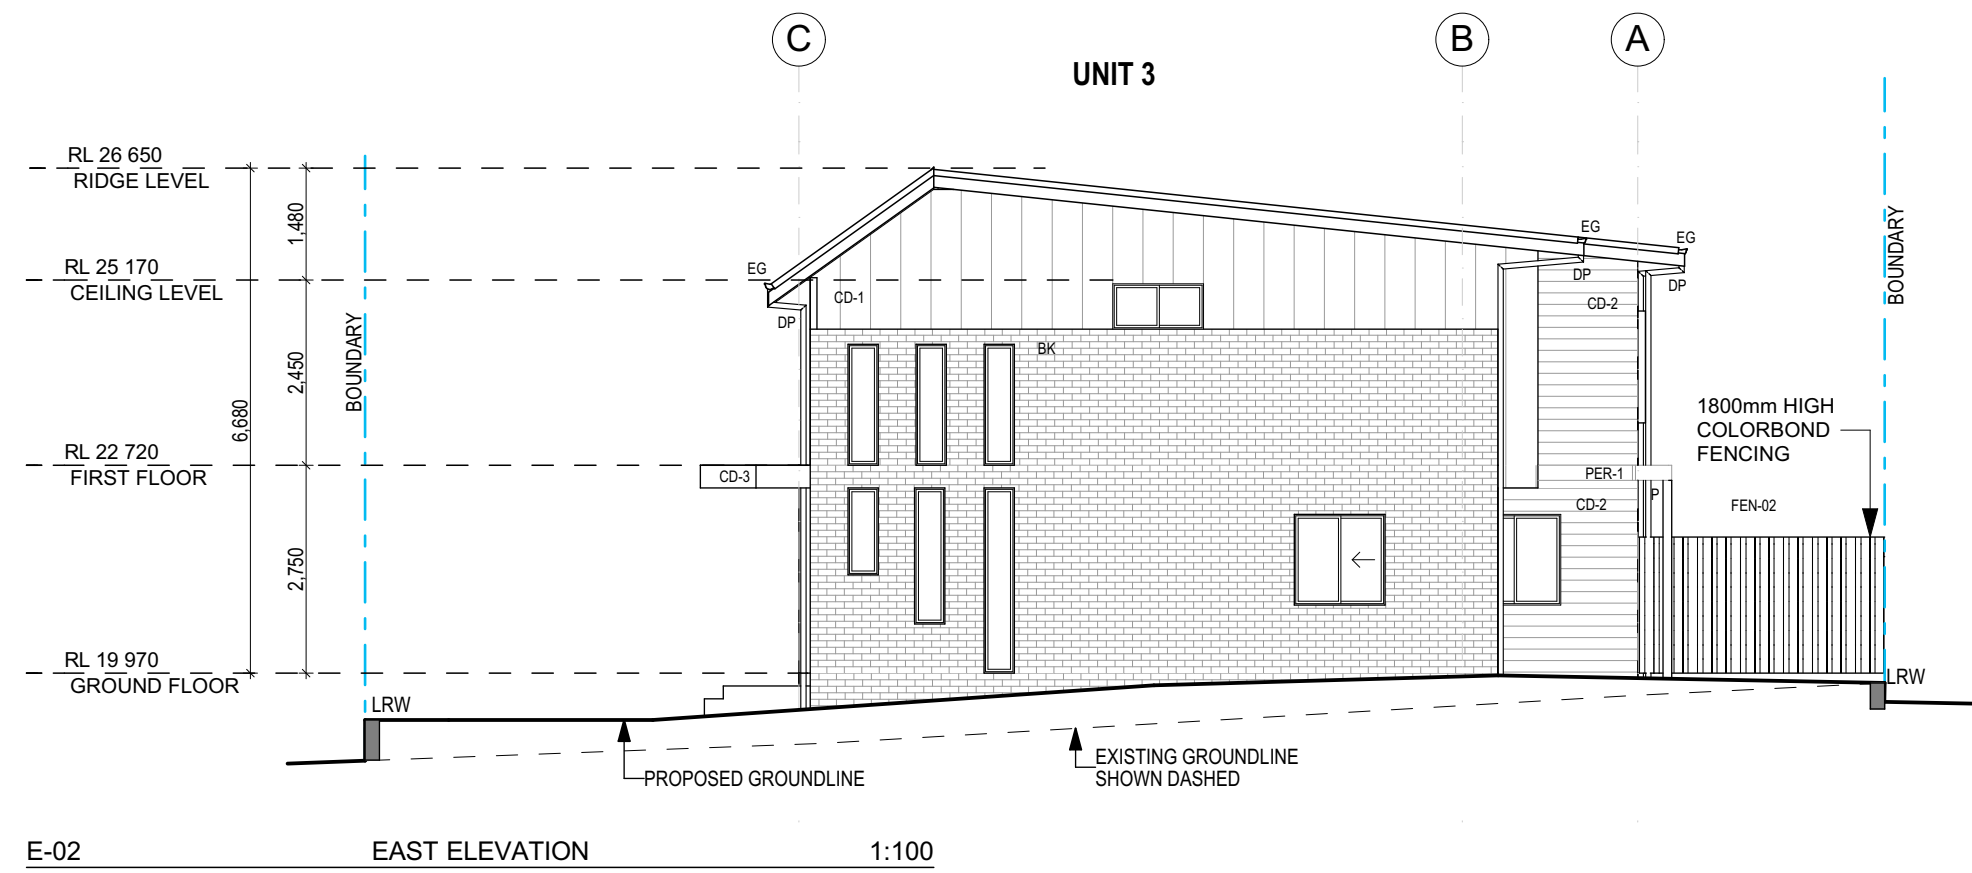 C
B
A
UNIT 3
RL 26 650
RIDGE LEVEL
1,480
RL 25 170
CEILING LEVEL
2,450
6,680
BOUNDARY
RL 22 720
FIRST FLOOR
2,750
RL 19 970
GROUND FLOOR
LRW
EG
DP
CD-1
BK
CD-3
EG
EG
DP
DP
CD-2
BOUNDARY
1800mm HIGH
COLORBOND
FENCING
PER-1
P
CD-2
FEN-02
LRW
PROPOSED GROUNDLINE
EXISTING GROUNDLINE
SHOWN DASHED
E-02 EAST ELEVATION 1:100